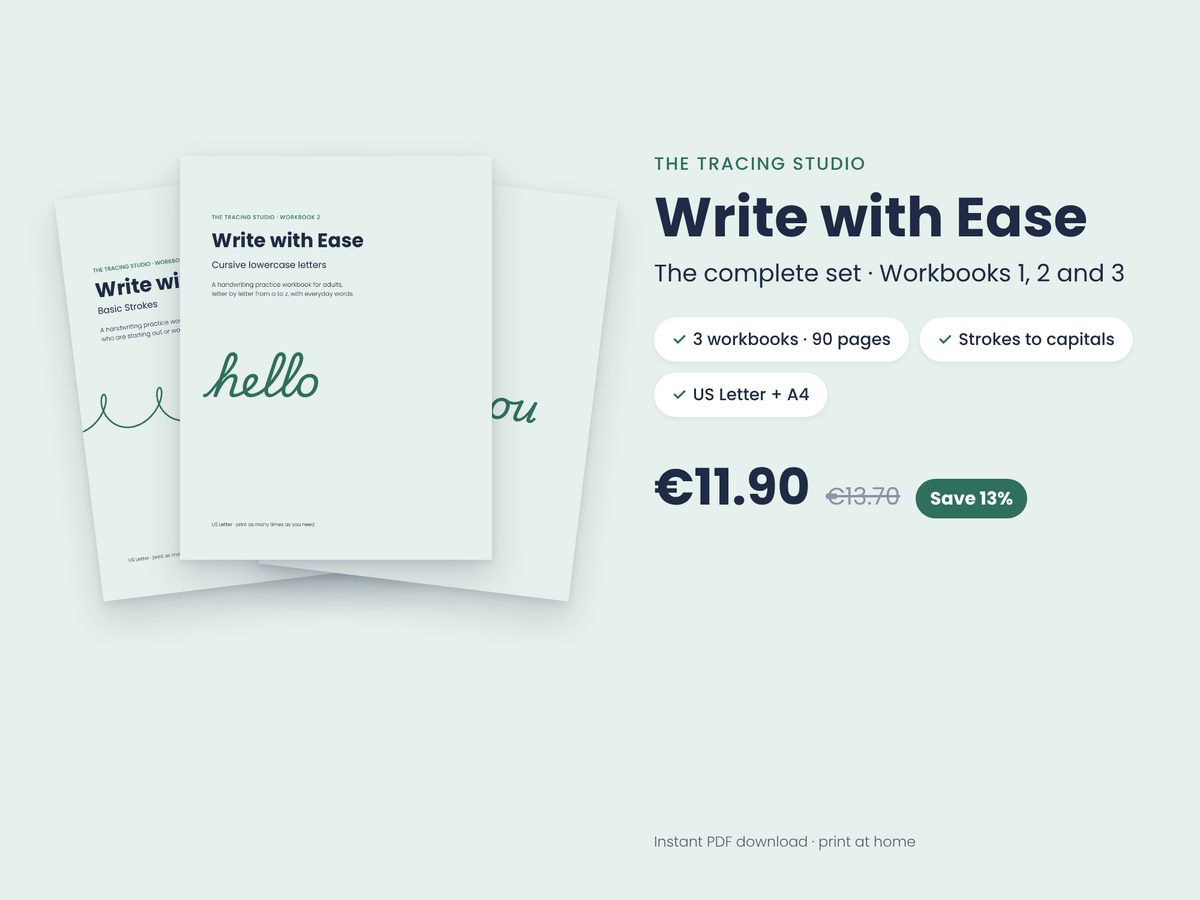 THE TRACING STUDIO · WORKBO
Write wi
Basic Strokes
A handwriting practice wo
who are starting out or wo
US Letter · print as ma
THE TRACING STUDIO · WORKBOOK 2
Write with Ease
Cursive lowercase letters
A handwriting practice workbook for adults,
letter by letter from a to z, with everyday words.
hello
US Letter · print as many times as you need
ou
THE TRACING STUDIO
Write with Ease
The complete set · Workbooks 1, 2 and 3
✓ 3 workbooks · 90 pages
✓ Strokes to capitals
✓ US Letter + A4
€11.90 €13.70 Save 13%
Instant PDF download · print at home